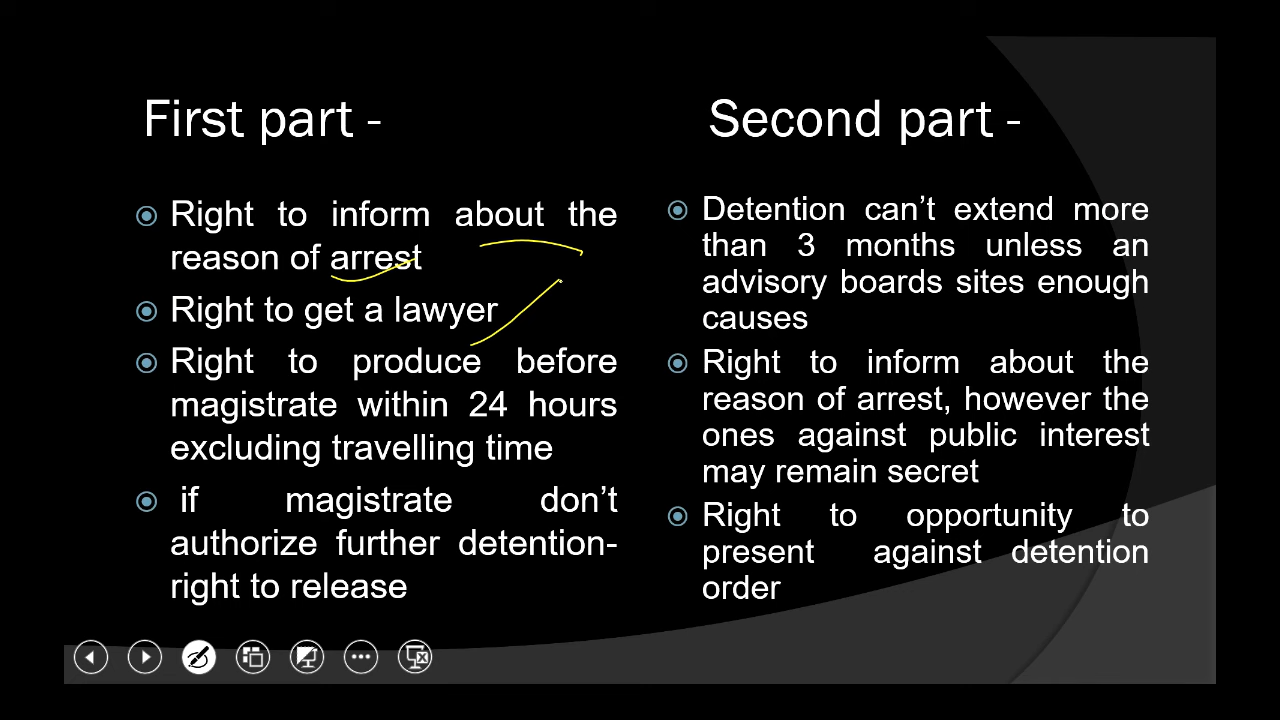 First part -
Right to inform about the
reason of arrest
Right to get a lawyer
Right to produce before
magistrate within 24 hours
excluding travelling time
if magistrate don't
authorize further detention-
right to release
Second part -
Detention can't extend more
than 3 months unless an
advisory boards sites enough
causes
Right to inform about the
reason of arrest, however the
ones against public interest
may remain secret
Right to opportunity to
present against detention
order